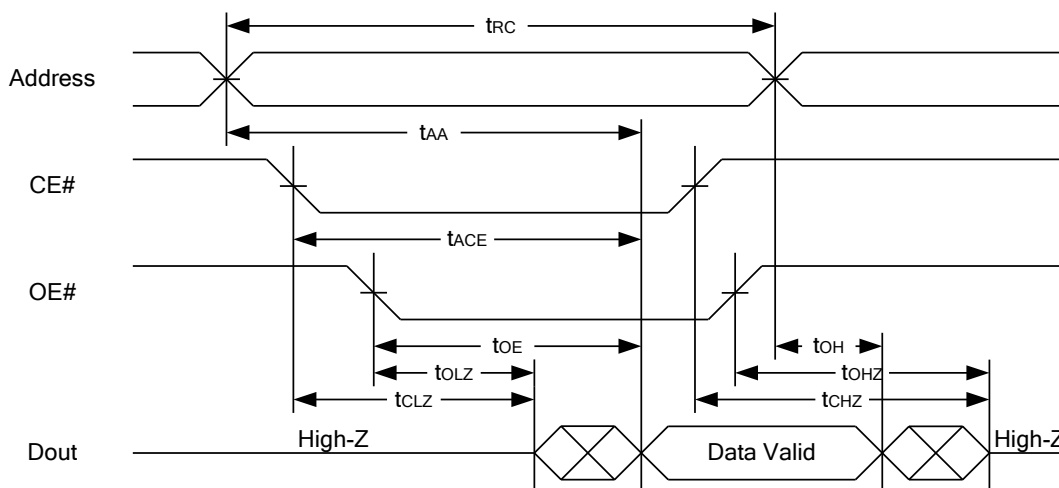 tRC
Address
tAA
CE#
tACE
OE#
tOE
tOH
tOLZ
tOHZ
tCLZ
tCHZ
Dout
High-Z
Data Valid
High-Z